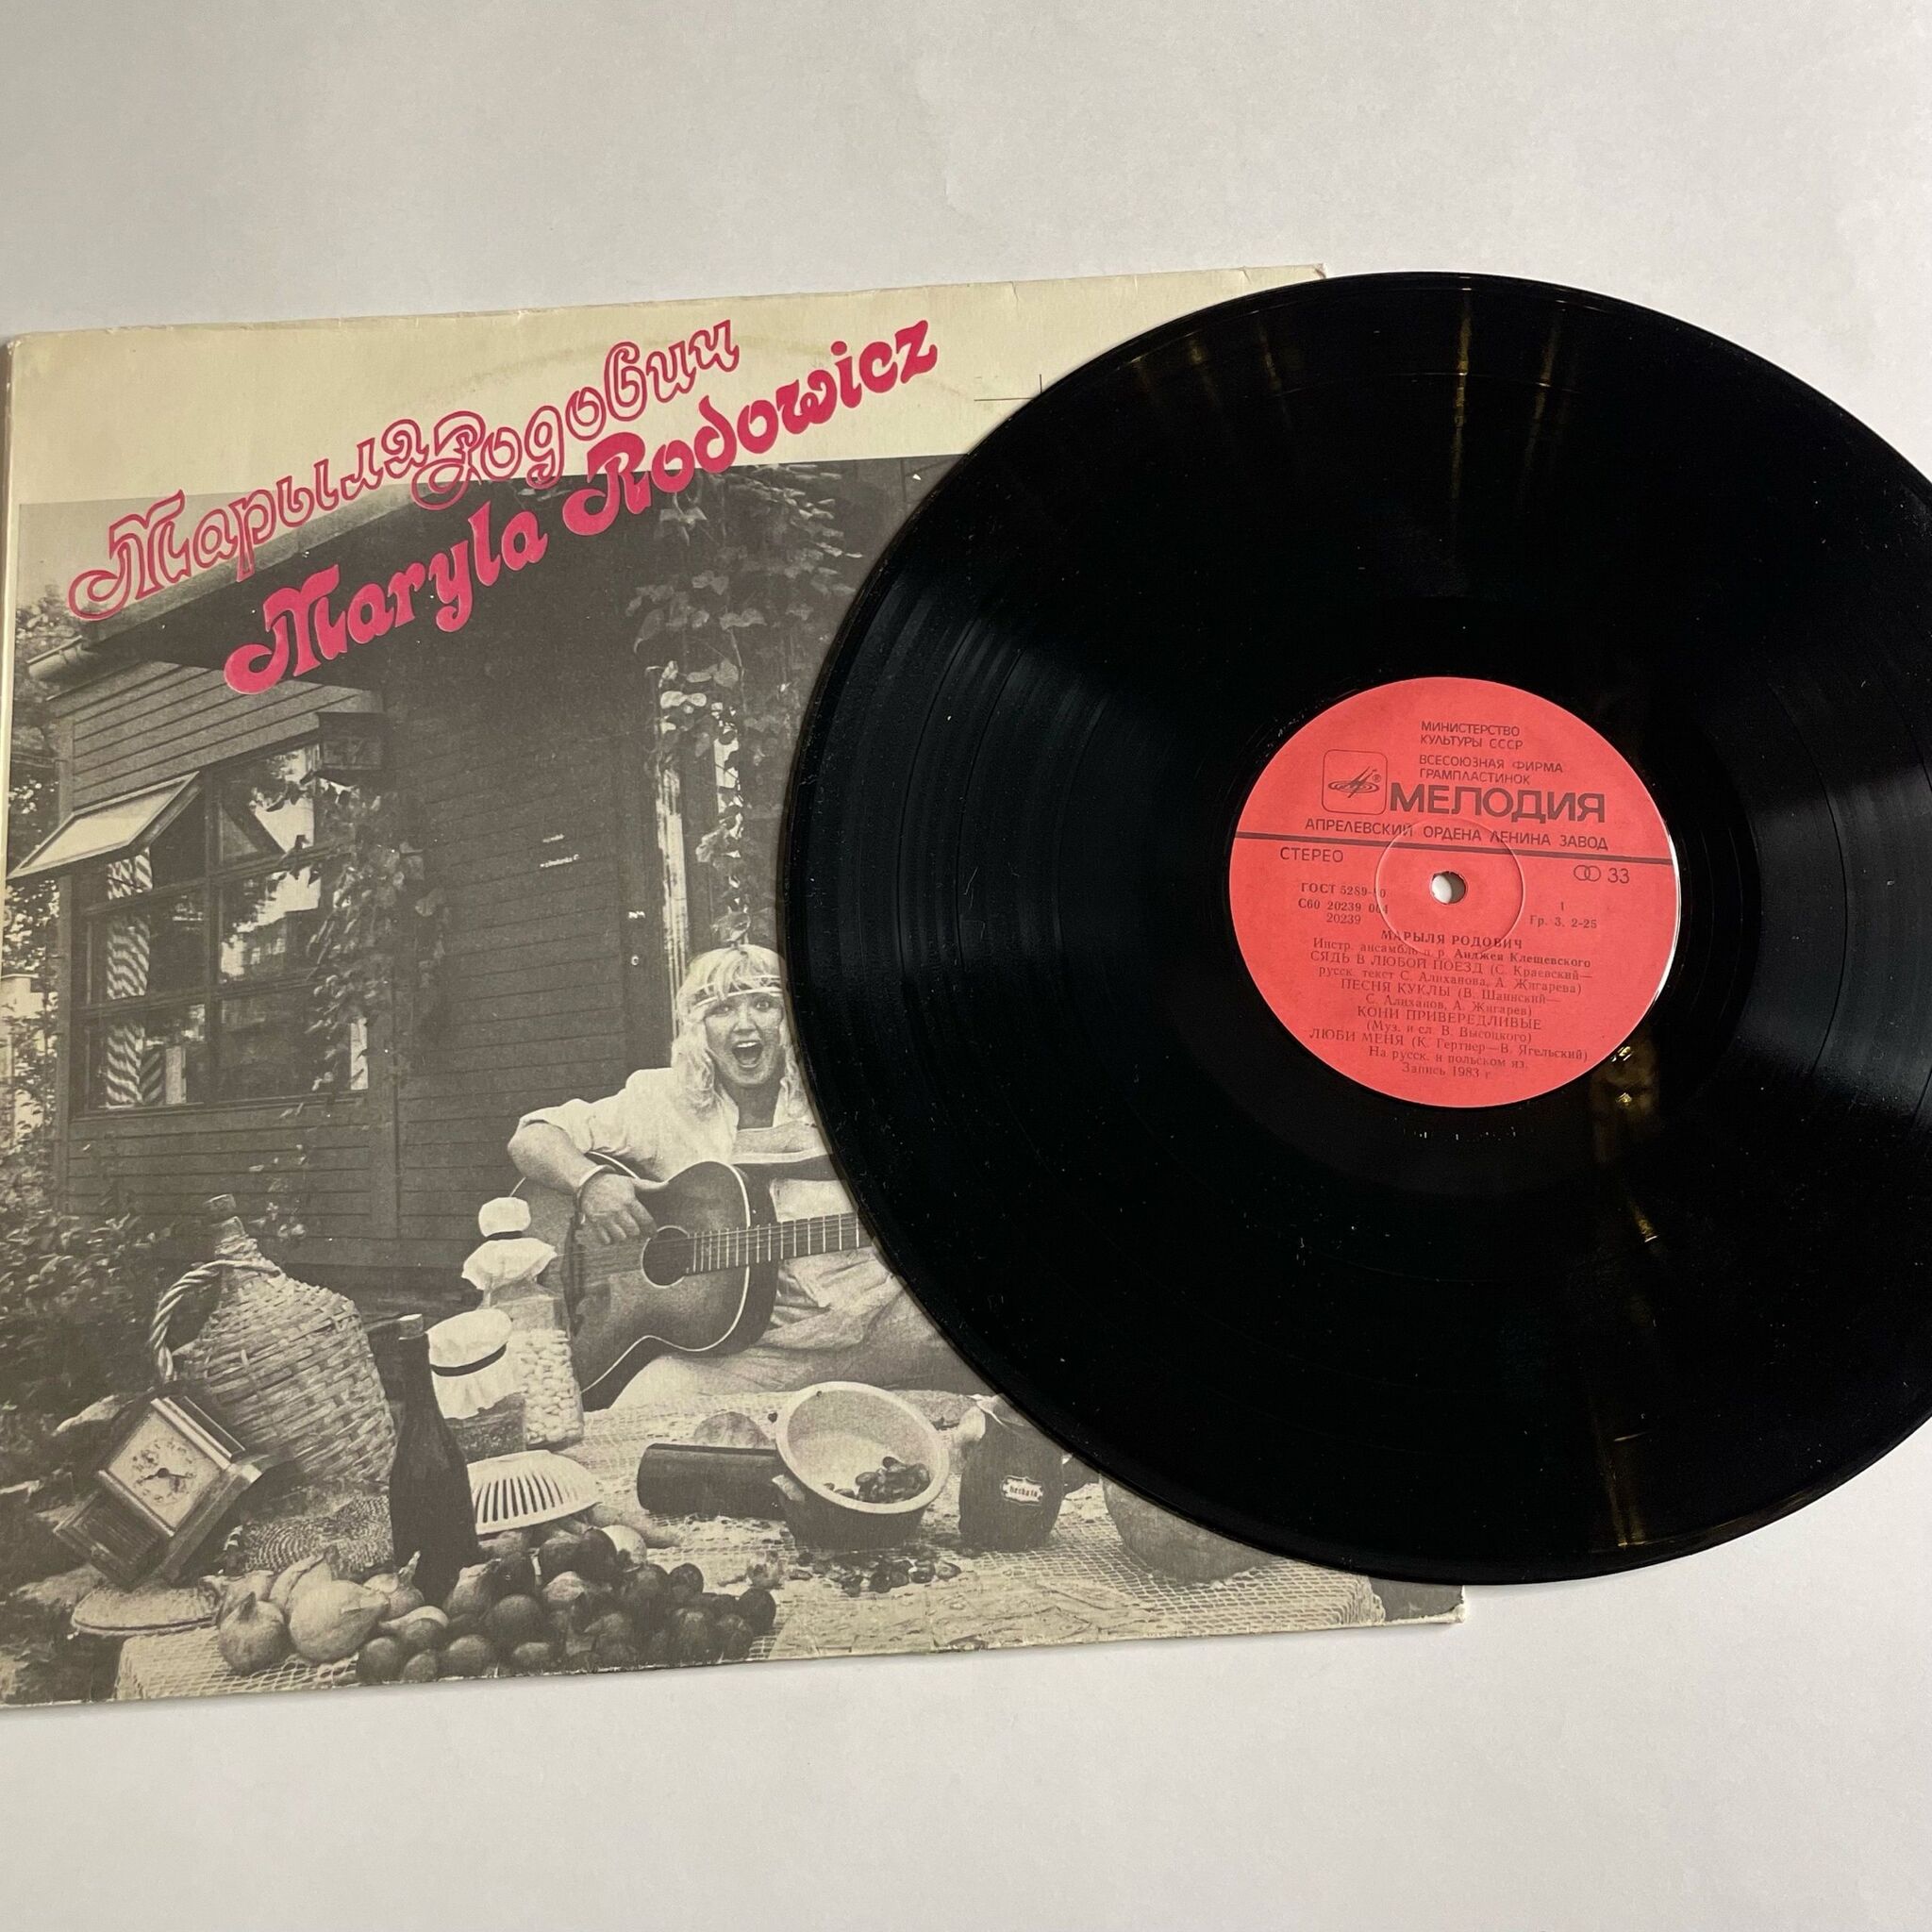 Марыля Родович
Maryla Rodowicz
МИНИСТЕРСТВО
КУЛЬТУРЫ СССР
ВСЕСОЮЗНАЯ ФИРМА
ГРАМПЛАСТИНОК
МЕЛОДИЯ
АПРЕЛЕВСКИЙ ОРДЕНА ЛЕНИНА ЗАВОД
СТЕРЕО
33
ГОСТ 5289-80
С60 20239 004
20239
1
Гр. 3. 2-25
МАРЫЛЯ РОДОВИЧ
Инстр. ансамбль п/р Анджея Клещевского
СЯДЬ В ЛЮБОЙ ПОЕЗД (С. Краевский—
русск. текст С. Алиханова, А. Жигарева)
ПЕСНЯ КУКЛЫ (В. Шаинский—
С. Алиханов, А. Жигарев)
КОНИ ПРИВЕРЕДЛИВЫЕ
(Муз. и сл. В. Высоцкого)
ЛЮБИ МЕНЯ (К. Гертнер—В. Ягельский)
На русск. и польском яз.
Запись 1983 г.
herbata